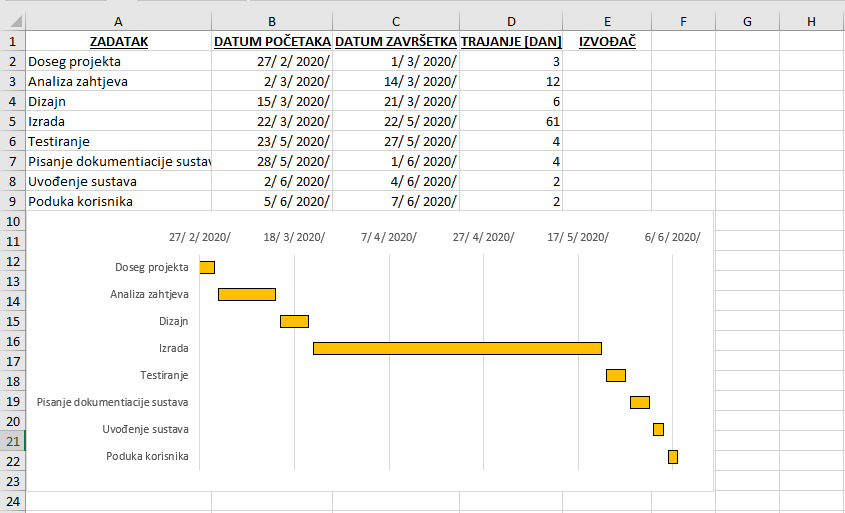 A B C D E F G H
1 ZADATAK DATUM POČETAKA DATUM ZAVRŠETKA TRAJANJE [DAN] IZVOĐAČ
2 Doseg projekta 27/ 2/ 2020/ 1/ 3/ 2020/ 3
3 Analiza zahtjeva 2/ 3/ 2020/ 14/ 3/ 2020/ 12
4 Dizajn 15/ 3/ 2020/ 21/ 3/ 2020/ 6
5 Izrada 22/ 3/ 2020/ 22/ 5/ 2020/ 61
6 Testiranje 23/ 5/ 2020/ 27/ 5/ 2020/ 4
7 Pisanje dokumentiacije sustav 28/ 5/ 2020/ 1/ 6/ 2020/ 4
8 Uvođenje sustava 2/ 6/ 2020/ 4/ 6/ 2020/ 2
9 Poduka korisnika 5/ 6/ 2020/ 7/ 6/ 2020/ 2
10
11 27/ 2/ 2020/ 18/ 3/ 2020/ 7/ 4/ 2020/ 27/ 4/ 2020/ 17/ 5/ 2020/ 6/ 6/ 2020/
12 Doseg projekta
13
14 Analiza zahtjeva
15 Dizajn
16 Izrada
17
18 Testiranje
19 Pisanje dokumentiacije sustava
20
21 Uvođenje sustava
22 Poduka korisnika
23
24